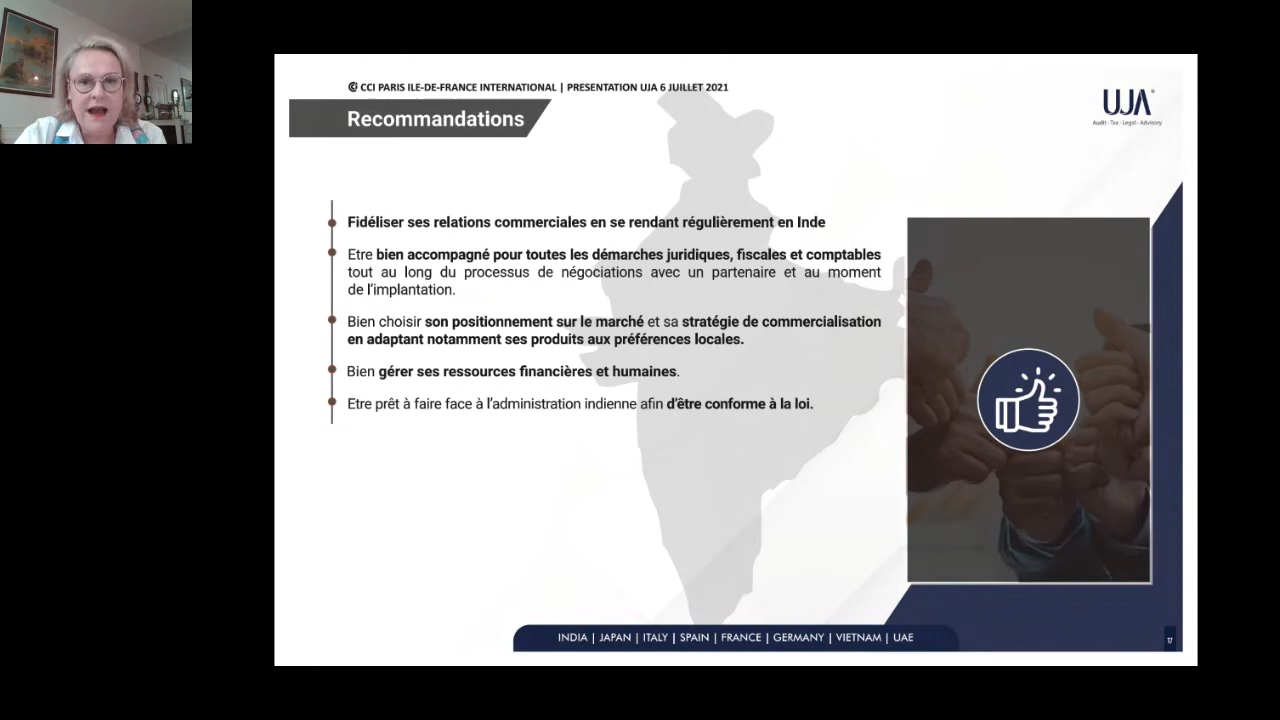 CCI PARIS ILE-DE-FRANCE INTERNATIONAL | PRESENTATION UJA 6 JUILLET 2021
Recommandations
UJA
Audit - Tax - Legal - Advisory
Fidéliser ses relations commerciales en se rendant régulièrement en Inde
Etre bien accompagné pour toutes les démarches juridiques, fiscales et comptables
tout au long du processus de négociations avec un partenaire et au moment
de l’implantation.
Bien choisir son positionnement sur le marché et sa stratégie de commercialisation
en adaptant notamment ses produits aux préférences locales.
Bien gérer ses ressources financières et humaines.
Etre prêt à faire face à l’administration indienne afin d’être conforme à la loi.
INDIA | JAPAN | ITALY | SPAIN | FRANCE | GERMANY | VIETNAM | UAE
17